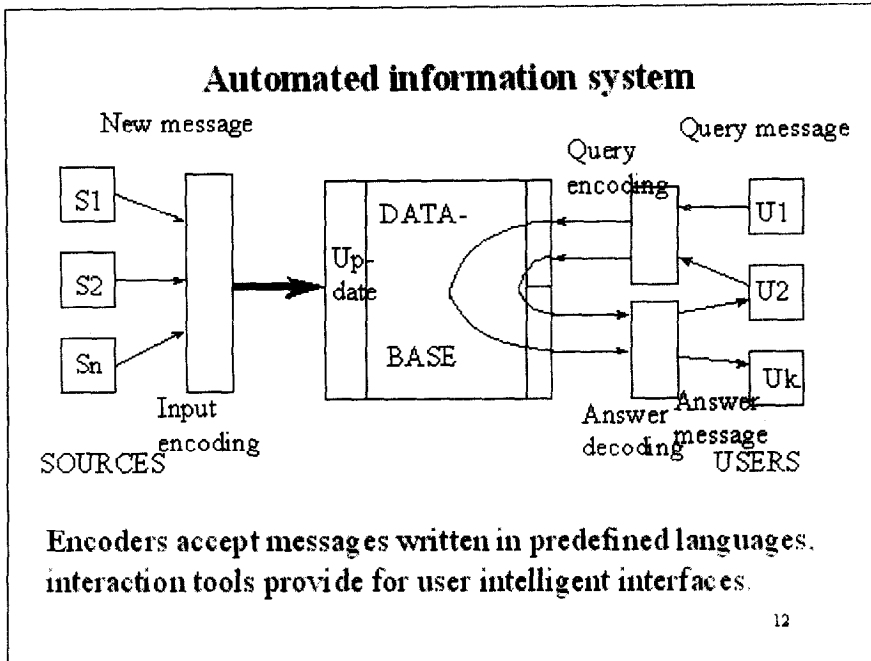 Automated information system
New message
Query message
Query
encoding
S1
S2
Sn
Input
encoding
SOURCES
Up-
date
DATA-
BASE
U1
U2
Uk
Answer
decoding
Answer
message
USERS
Encoders accept messages written in predefined languages,
interaction tools provide for user intelligent interfaces.
12